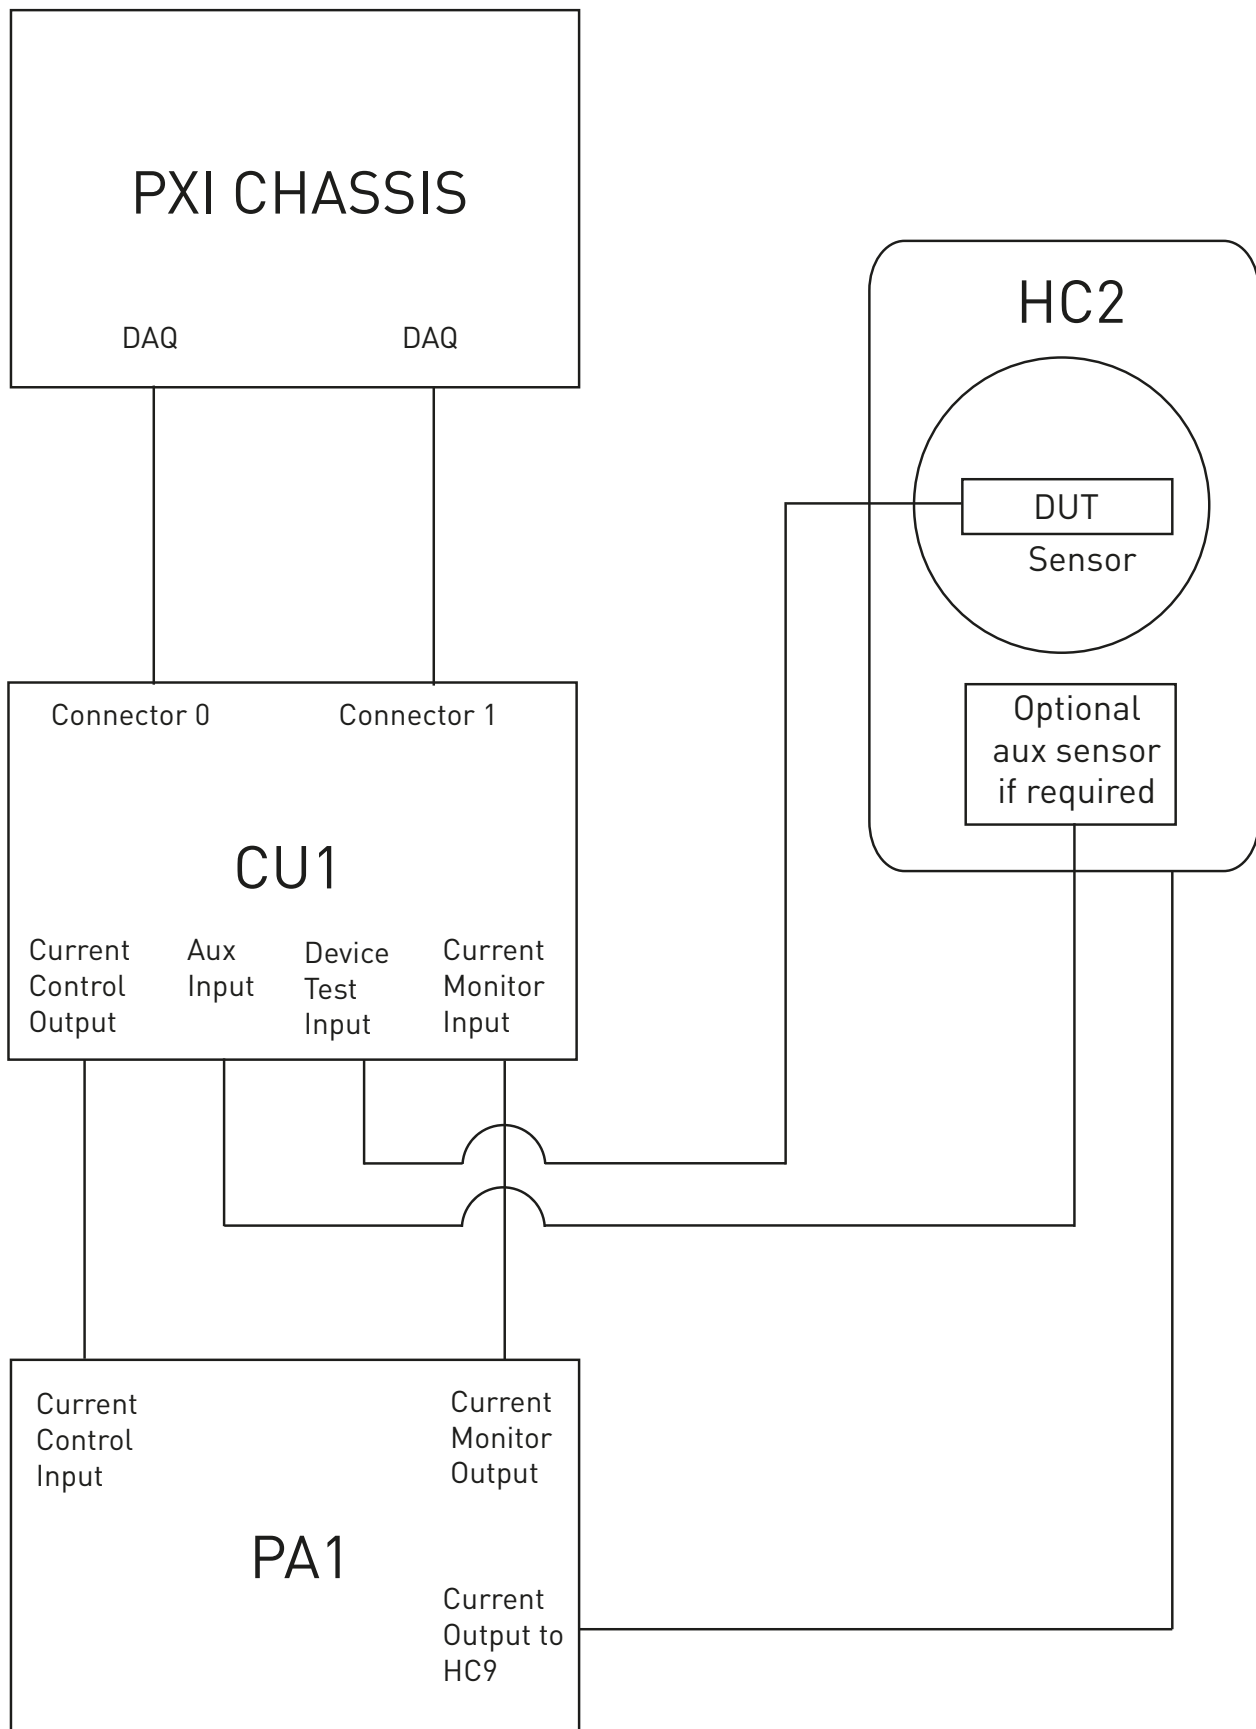 PXI CHASSIS
DAQ
DAQ
HC2
DUT
Sensor
Optional
aux sensor
if required
Connector 0
Connector 1
CU1
Current
Control
Output
Aux
Input
Device
Test
Input
Current
Monitor
Input
Current
Control
Input
Current
Monitor
Output
PA1
Current
Output to
HC9